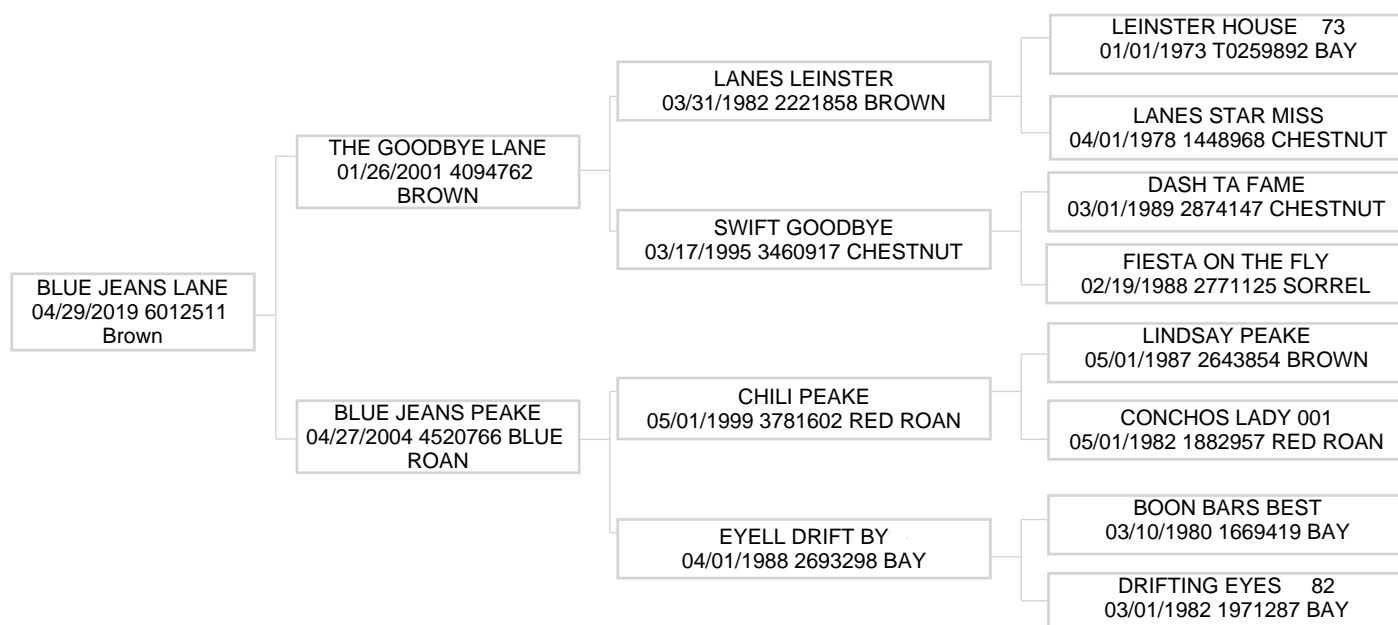 BLUE JEANS LANE
04/29/2019 6012511
Brown
THE GOODBYE LANE
01/26/2001 4094762
BROWN
BLUE JEANS PEAKE
04/27/2004 4520766 BLUE
ROAN
LANES LEINSTER
03/31/1982 2221858 BROWN
SWIFT GOODBYE
03/17/1995 3460917 CHESTNUT
CHILI PEAKE
05/01/1999 3781602 RED ROAN
EYELL DRIFT BY
04/01/1988 2693298 BAY
LEINSTER HOUSE 73
01/01/1973 T0259892 BAY
LANES STAR MISS
04/01/1978 1448968 CHESTNUT
DASH TA FAME
03/01/1989 2874147 CHESTNUT
FIESTA ON THE FLY
02/19/1988 2771125 SORREL
LINDSAY PEAKE
05/01/1987 2643854 BROWN
CONCHOS LADY 001
05/01/1982 1882957 RED ROAN
BOON BARS BEST
03/10/1980 1669419 BAY
DRIFTING EYES 82
03/01/1982 1971287 BAY